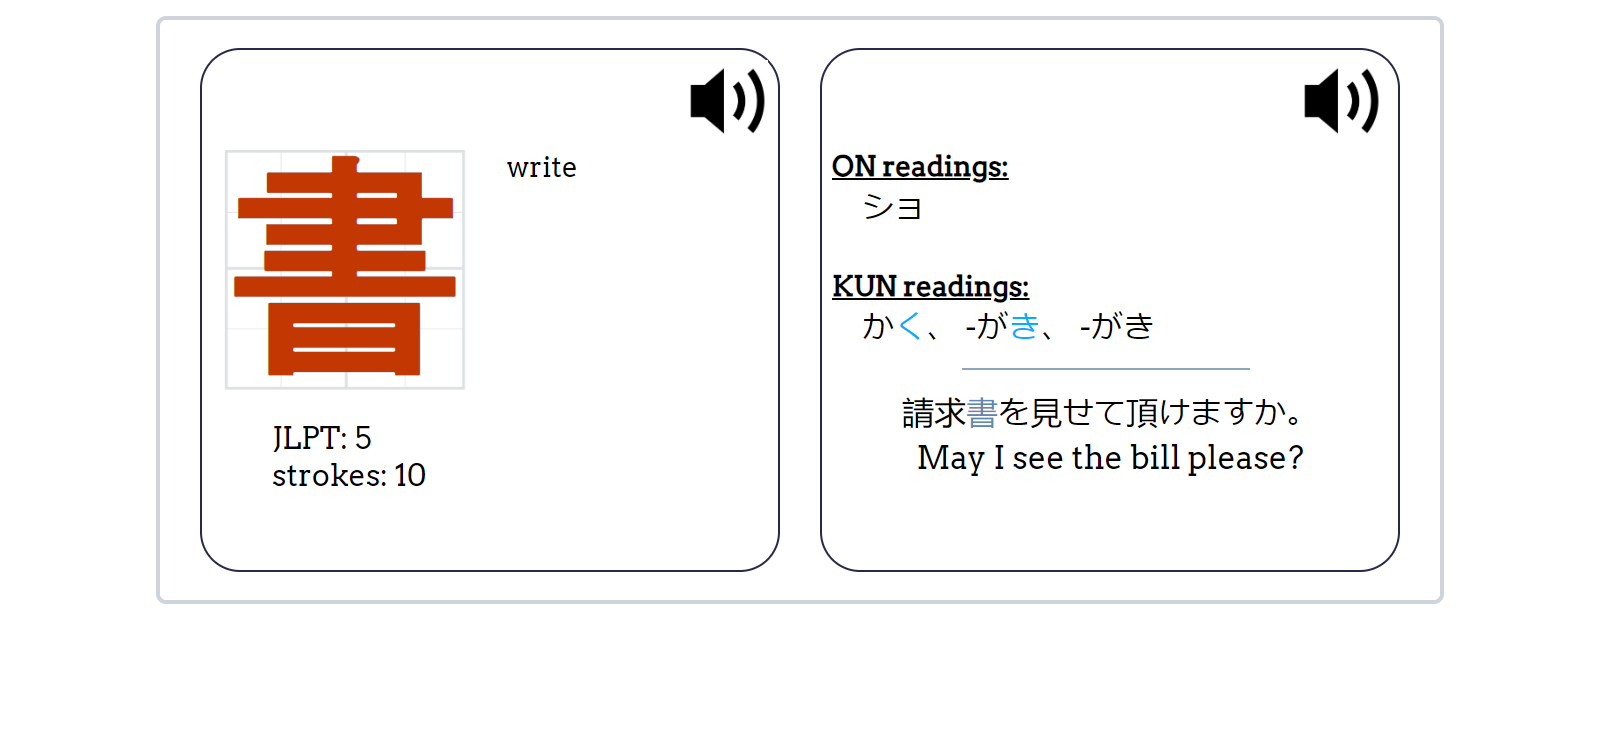 書
write
JLPT: 5
strokes: 10
ON readings:
ショ
KUN readings:
かく、 -がき、 -がき
請求書を見せて頂けますか。
May I see the bill please?